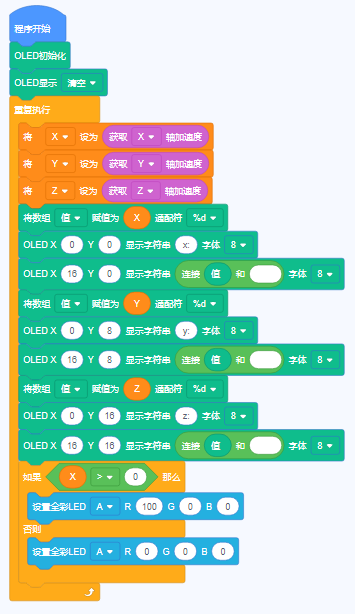 程序开始
OLED初始化
OLED显示 清空
重复执行
将 X 设为 获取 X 轴加速度
将 Y 设为 获取 Y 轴加速度
将 Z 设为 获取 Z 轴加速度
将数组 值 赋值为 X 通配符 %d
OLED X 0 Y 0 显示字符串 x: 字体 8
OLED X 16 Y 0 显示字符串 连接 值 和 字体 8
将数组 值 赋值为 Y 通配符 %d
OLED X 0 Y 8 显示字符串 y: 字体 8
OLED X 16 Y 8 显示字符串 连接 值 和 字体 8
将数组 值 赋值为 Z 通配符 %d
OLED X 0 Y 16 显示字符串 z: 字体 8
OLED X 16 Y 16 显示字符串 连接 值 和 字体 8
如果 X > 0 那么
设置全彩LED A R 100 G 0 B 0
否则
设置全彩LED A R 0 G 0 B 0